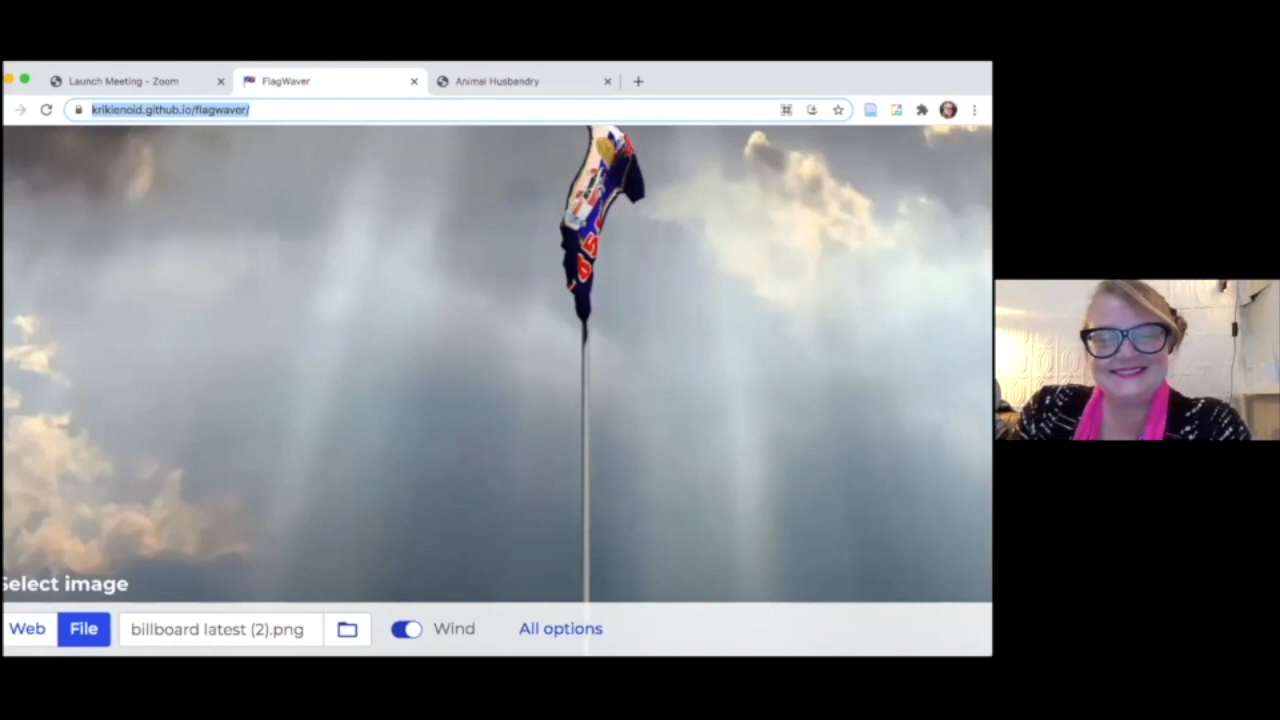 Launch Meeting - Zoom
FlagWaver
Animal Husbandry
krikienoid.github.io/flagwaver/
Select image
Web
File
billboard latest (2).png
Wind
All options